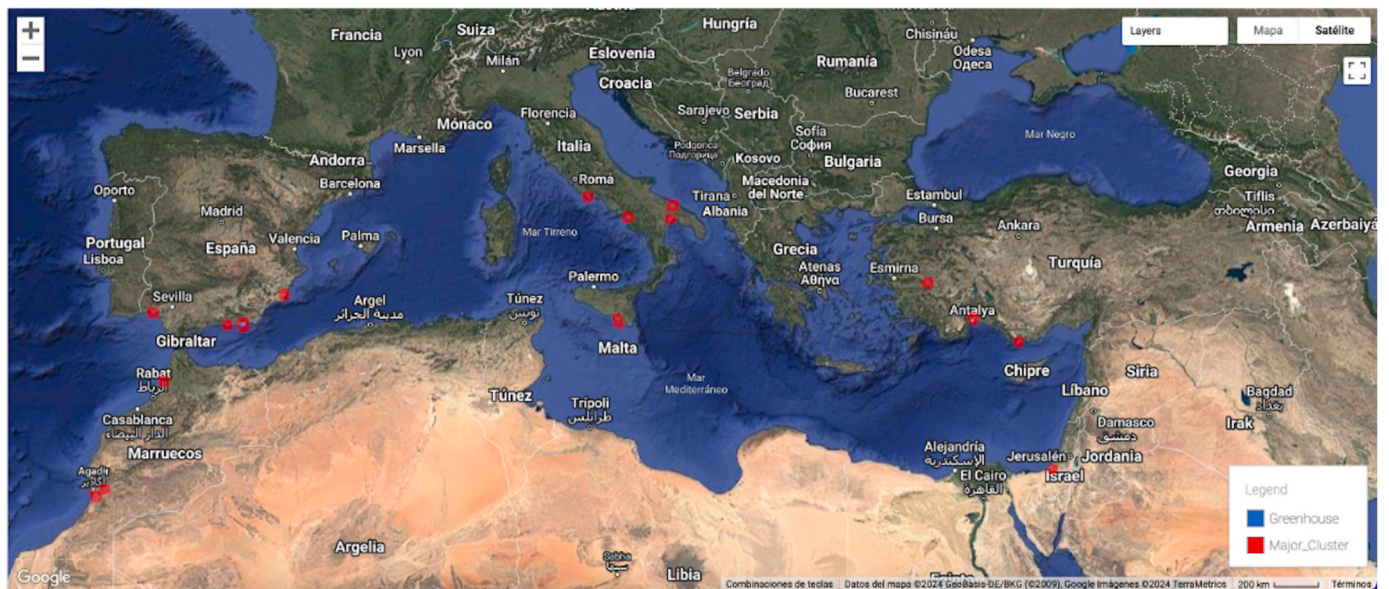 Hungría
Francia
Suiza
Lyon
Milán
Eslovenia
Croacia
Chisináu
Odesa
Одеса
Layers
Mapa
Satélite
Rumanía
Belgrado
Београд
Bucarest
Florencia
Sarajevo
Serbia
Mónaco
Marsella
Italia
Podgorica
Подгорица
Sofía
София
Kosovo
Bulgaria
Mar Negro
Andorra
Barcelona
Roma
Tirana
Albania
Macedonia
del Norte
Estambul
Bursa
Georgia
Tiflis
თბილისი
Armenia
Azerbaiyá
Oporto
Madrid
España
Valencia
Palma
Portugal
Lisboa
Mar Tirreno
Grecia
Atenas
Αθήνα
Ankara
Turquía
Esmirna
Palermo
Sevilla
Argel
مدينة الجزائر
Túnez
تونس
Antalya
Gibraltar
Malta
Chipre
Siria
Rabat
الرباط
Mar
Mediterráneo
Líbano
Bagdad
بغداد
Irak
Túnez
Trípoli
طرابلس
Casablanca
الدار البيضاء
Marruecos
Damasco
دمشق
Alejandría
الإسكندرية
Jerusalén
Jordania
Israel
El Cairo
القاهرة
Agadir
أكادير
Argelia
Sabha
سبها
Libia
Legend
Greenhouse
Major_Cluster
Google
Combinaciones de teclas
Datos del mapa ©2024 GeoBasis-DE/BKG (©2009), Google Imágenes ©2024 TerraMetrics
200 km
Términos